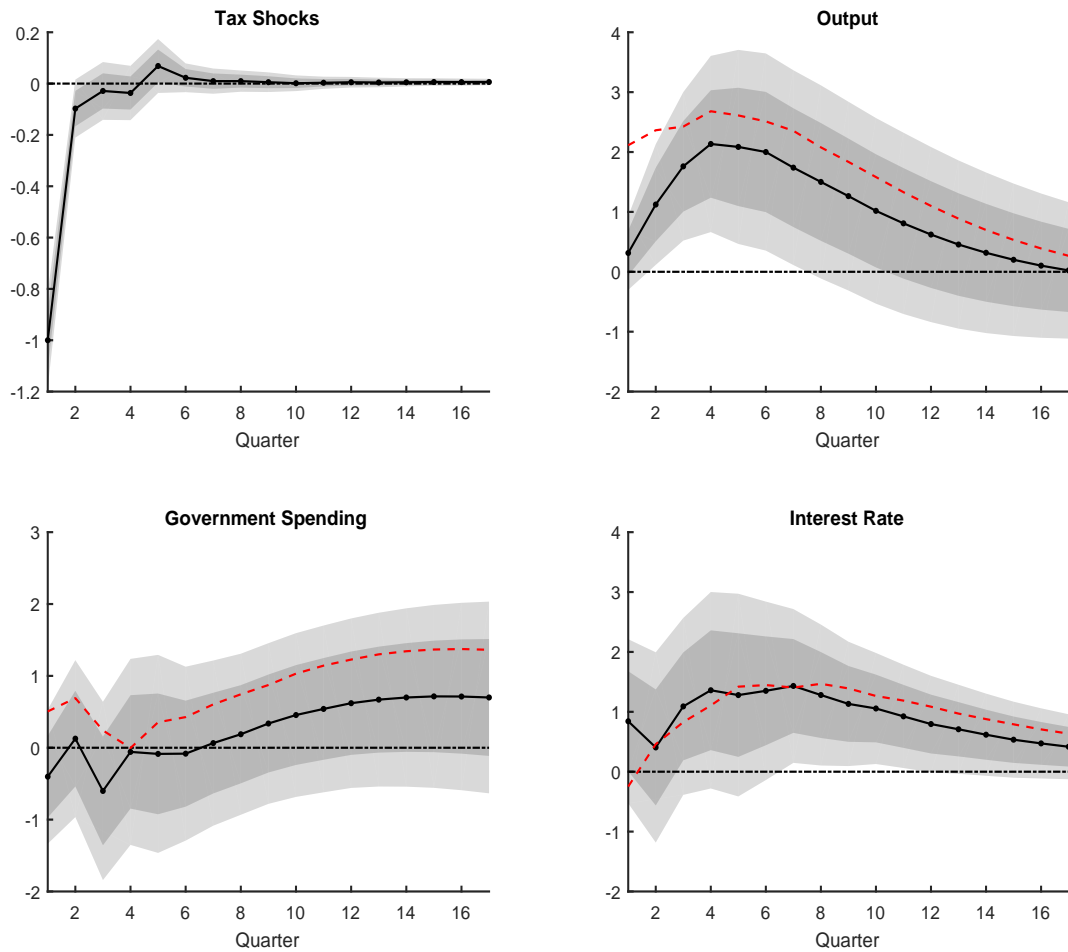 Tax Shocks
0.2
0
-0.2
-0.4
-0.6
-0.8
-1
-1.2
2 4 6 8 10 12 14 16
Quarter
Output
4
3
2
1
0
-1
-2
2 4 6 8 10 12 14 16
Quarter
Government Spending
3
2
1
0
-1
-2
2 4 6 8 10 12 14 16
Quarter
Interest Rate
4
3
2
1
0
-1
-2
2 4 6 8 10 12 14 16
Quarter